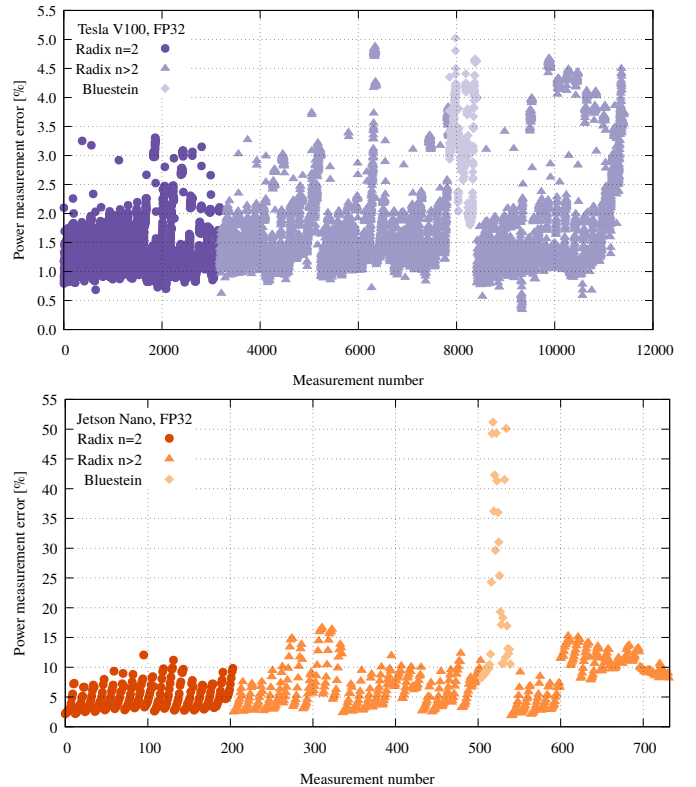 Tesla V100, FP32
Radix n=2
Radix n>2
Bluestein
Power measurement error [%]
5.5
5.0
4.5
4.0
3.5
3.0
2.5
2.0
1.5
1.0
0.5
0.0
0 2000 4000 6000 8000 10000 12000
Measurement number
Jetson Nano, FP32
Radix n=2
Radix n>2
Bluestein
Power measurement error [%]
55
50
45
40
35
30
25
20
15
10
5
0
0 100 200 300 400 500 600 700
Measurement number